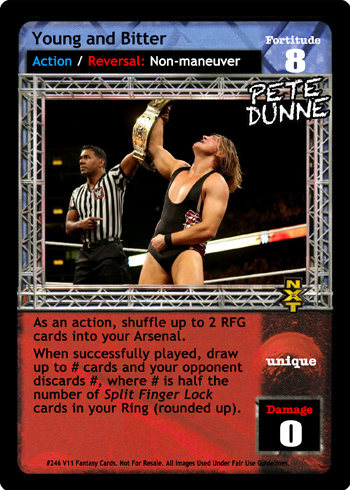 Young and Bitter
Fortitude
8
Action / Reversal: Non-maneuver
PETE
DUNNE
NXT
As an action, shuffle up to 2 RFG
cards into your Arsenal.
When successfully played, draw
up to # cards and your opponent
discards #, where # is half the
number of Split Finger Lock
cards in your Ring (rounded up).
unique
Damage
0
#246 V11 Fantasy Cards. Not For Resale. All Images Used Under Fair Use Guidelines.